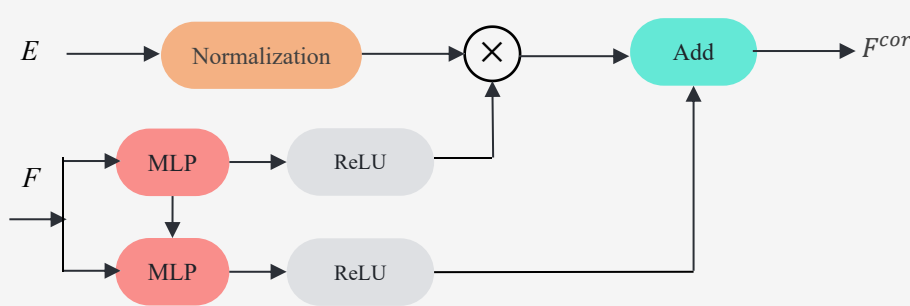 E
Normalization
×
Add
F^{cor}
F
MLP
ReLU
MLP
ReLU